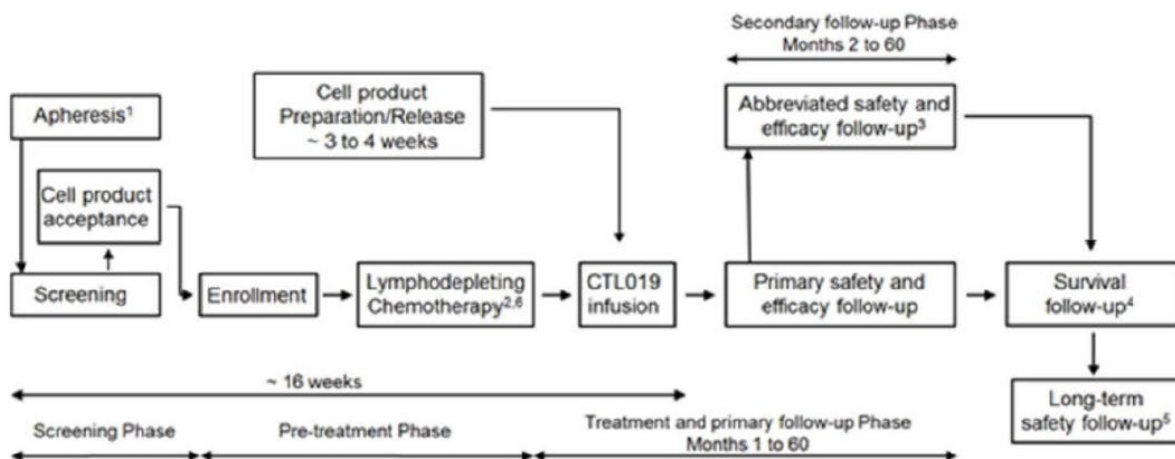 Secondary follow-up Phase
Months 2 to 60
Apheresis¹
Cell product
Preparation/Release
~ 3 to 4 weeks
Abbreviated safety and
efficacy follow-up³
Cell product
acceptance
Screening
Enrollment
Lymphodepleting
Chemotherapy²,⁶
CTL019
infusion
Primary safety and
efficacy follow-up
Survival
follow-up⁴
~ 16 weeks
Long-term
safety follow-up⁵
Screening Phase
Pre-treatment Phase
Treatment and primary follow-up Phase
Months 1 to 60